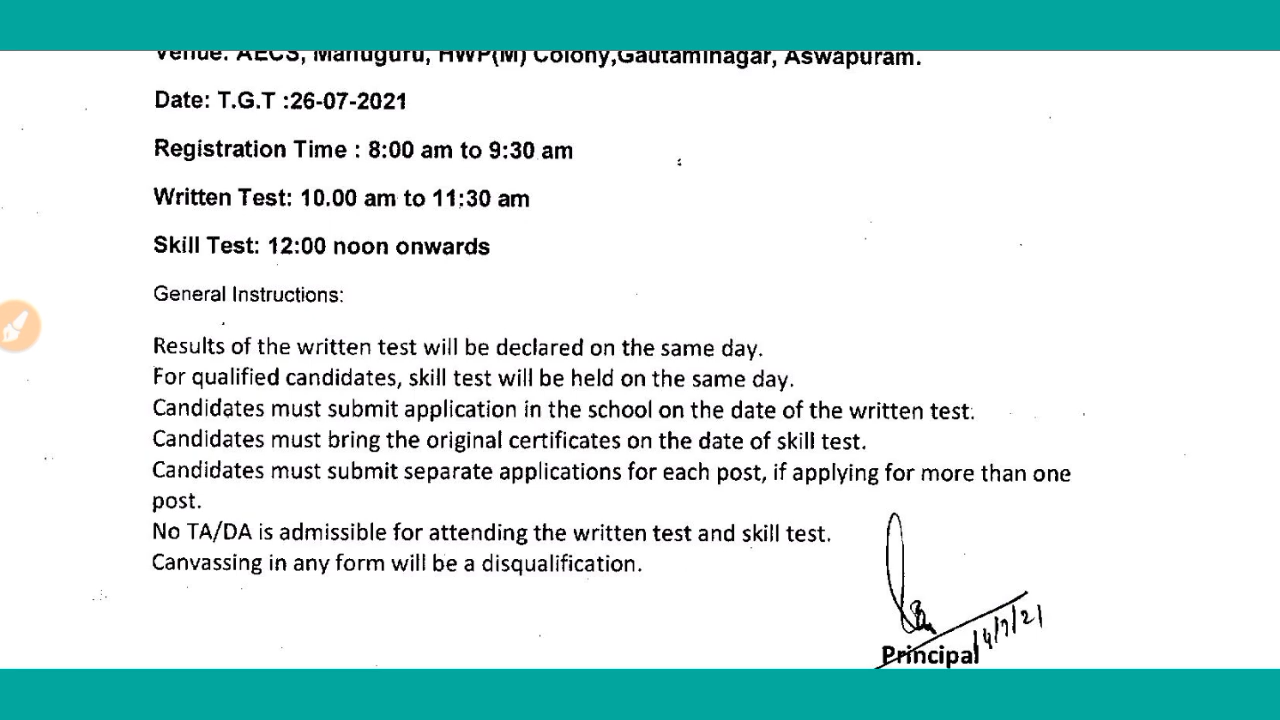 Venue: AECS, Manuguru, HWP(M) Colony,Gautaminagar, Aswapuram.
Date: T.G.T :26-07-2021
Registration Time : 8:00 am to 9:30 am
Written Test: 10.00 am to 11:30 am
Skill Test: 12:00 noon onwards
General Instructions:
Results of the written test will be declared on the same day.
For qualified candidates, skill test will be held on the same day.
Candidates must submit application in the school on the date of the written test.
Candidates must bring the original certificates on the date of skill test.
Candidates must submit separate applications for each post, if applying for more than one
post.
No TA/DA is admissible for attending the written test and skill test.
Canvassing in any form will be a disqualification.
Principal 14/7/21